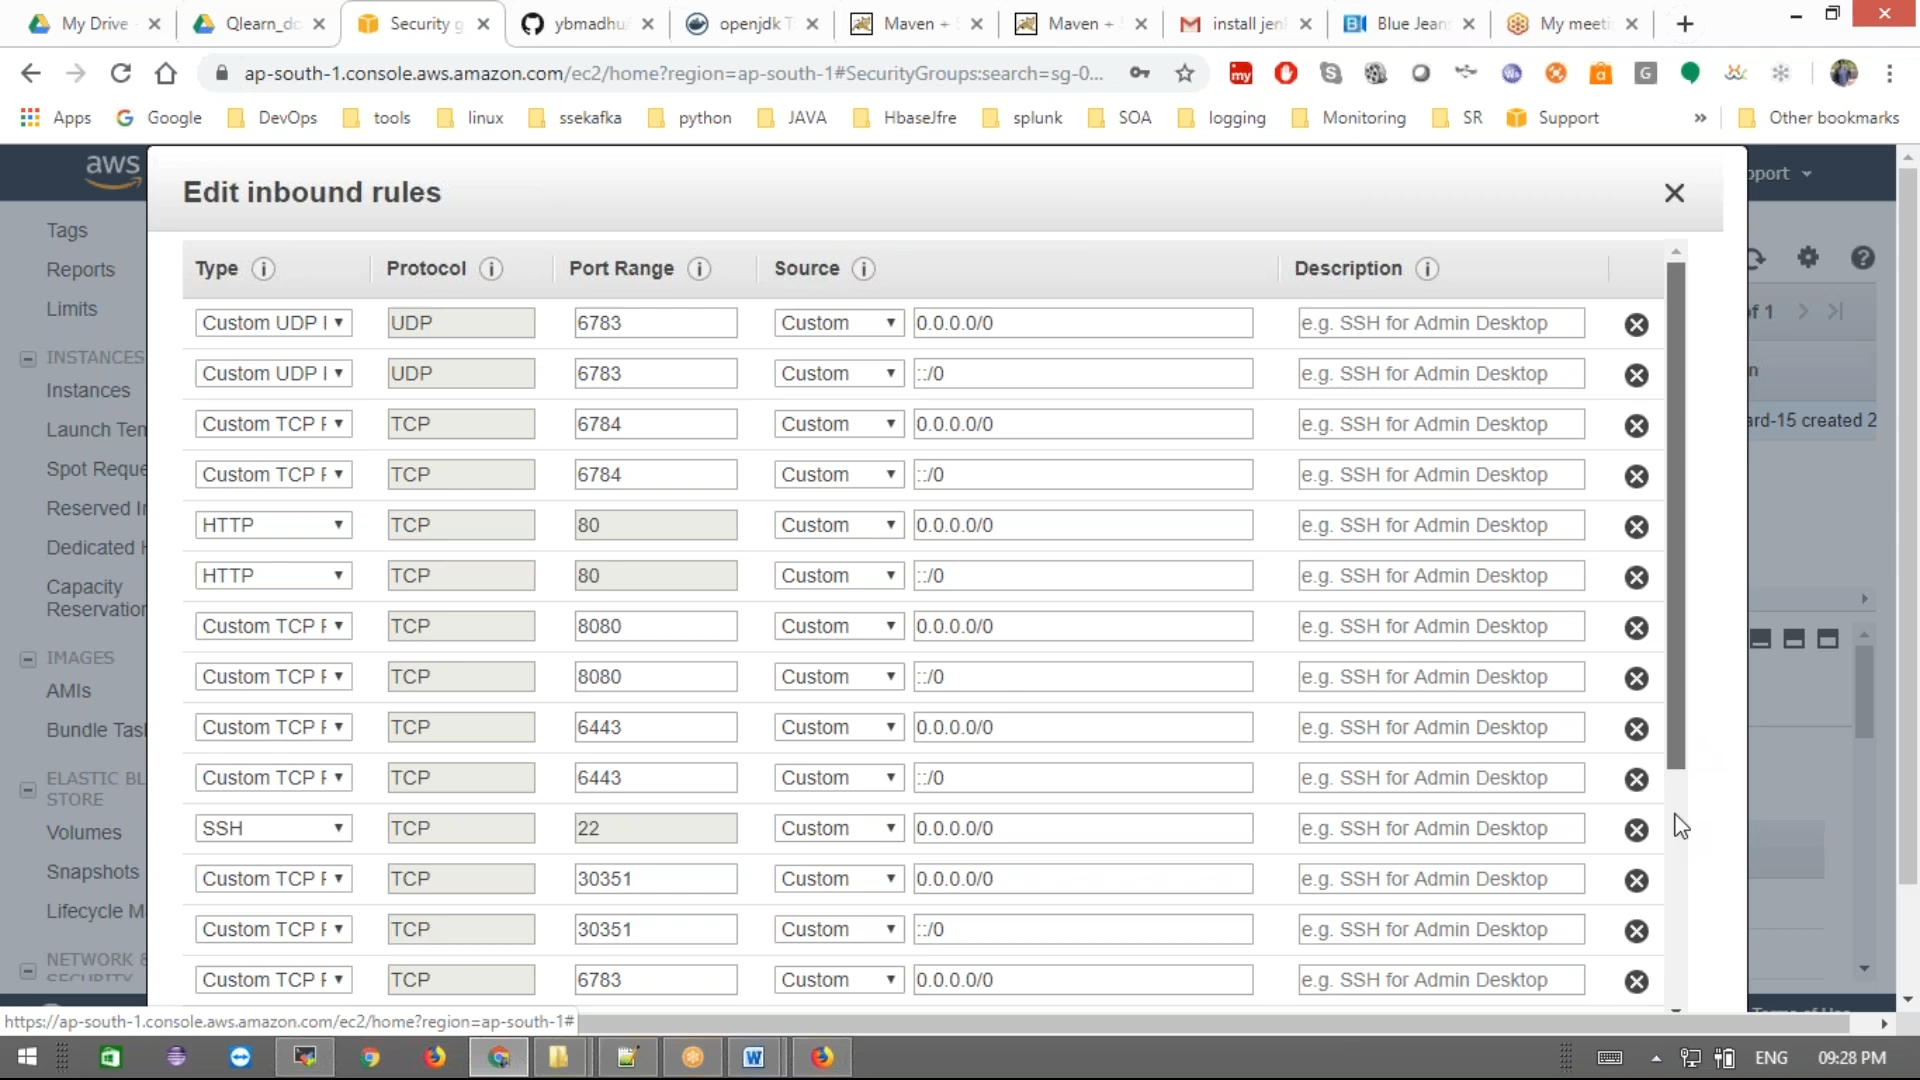 My Drive
Qlearn_do
Security g
ybmadhu
openjdk T
Maven +
Maven +
install jen
Blue Jean
My meeti
ap-south-1.console.aws.amazon.com/ec2/home?region=ap-south-1#SecurityGroups:search=sg-0...
Apps
Google
DevOps
tools
linux
ssekafka
python
JAVA
HbaseJfre
splunk
SOA
logging
Monitoring
SR
Support
»
Other bookmarks
aws
pport
Edit inbound rules
Tags
Reports
Limits
INSTANCES
Instances
Launch Ten
Spot Reque
Reserved In
Dedicated H
Capacity
Reservation
IMAGES
AMIs
Bundle Tasl
ELASTIC BL
STORE
Volumes
Snapshots
Lifecycle M
NETWORK &
SECURITY
Type Protocol Port Range Source Description
Custom UDP UDP 6783 Custom 0.0.0.0/0 e.g. SSH for Admin Desktop
Custom UDP UDP 6783 Custom ::/0 e.g. SSH for Admin Desktop
Custom TCP TCP 6784 Custom 0.0.0.0/0 e.g. SSH for Admin Desktop
Custom TCP TCP 6784 Custom ::/0 e.g. SSH for Admin Desktop
HTTP TCP 80 Custom 0.0.0.0/0 e.g. SSH for Admin Desktop
HTTP TCP 80 Custom ::/0 e.g. SSH for Admin Desktop
Custom TCP TCP 8080 Custom 0.0.0.0/0 e.g. SSH for Admin Desktop
Custom TCP TCP 8080 Custom ::/0 e.g. SSH for Admin Desktop
Custom TCP TCP 6443 Custom 0.0.0.0/0 e.g. SSH for Admin Desktop
Custom TCP TCP 6443 Custom ::/0 e.g. SSH for Admin Desktop
SSH TCP 22 Custom 0.0.0.0/0 e.g. SSH for Admin Desktop
Custom TCP TCP 30351 Custom 0.0.0.0/0 e.g. SSH for Admin Desktop
Custom TCP TCP 30351 Custom ::/0 e.g. SSH for Admin Desktop
Custom TCP TCP 6783 Custom 0.0.0.0/0 e.g. SSH for Admin Desktop
of 1
ard-15 created 2
https://ap-south-1.console.aws.amazon.com/ec2/home?region=ap-south-1#
ENG
09:28 PM